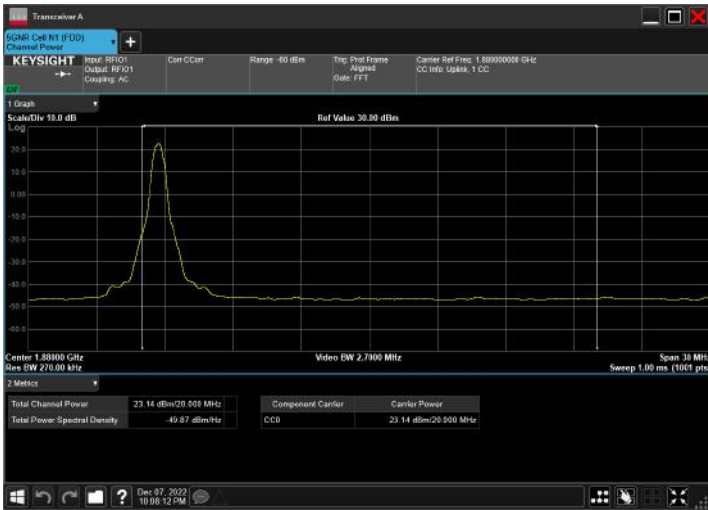 Transceiver A
5GNR Cell N1 (FDD)
Channel Power
KEYSIGHT
Input: RFIO1
Output: RFIO1
Coupling: AC
Corr CCorr
Range: -60 dBm
Trig: Prot Frame
Aligned
Gate: FFT
Carrier Ref Freq: 1.880000000 GHz
CC Info: Uplink, 1 CC
1 Graph
Scale/Div 10.0 dB
Ref Value 30.00 dBm
Log
20.0
10.0
0.00
-10.0
-20.0
-30.0
-40.0
-50.0
-60.0
Center 1.88000 GHz
Video BW 2.7000 MHz
Span 30 MH
Res BW 270.00 kHz
Sweep 1.00 ms (1001 pts
2 Metrics
Total Channel Power 23.14 dBm/20.000 MHz
Total Power Spectral Density -49.87 dBm/Hz
Component Carrier Carrier Power
CC0 23.14 dBm/20.000 MHz
Dec 07, 2022
10:08:12 PM